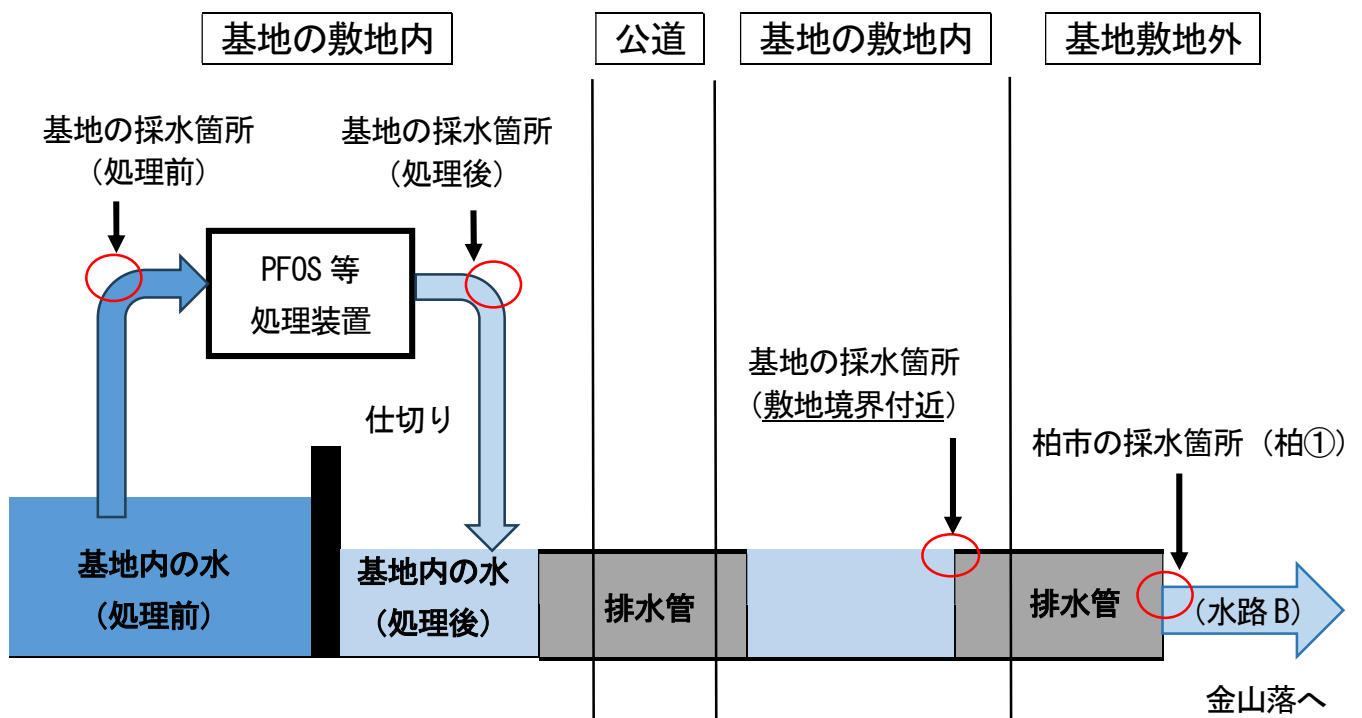 基地の敷地内
公道
基地の敷地内
基地敷地外
基地の採水箇所
（処理前）
基地の採水箇所
（処理後）
PFOS 等
処理装置
仕切り
基地の採水箇所
（敷地境界付近）
柏市の採水箇所（柏①）
基地内の水
（処理前）
基地内の水
（処理後）
排水管
排水管
（水路 B）
金山落へ